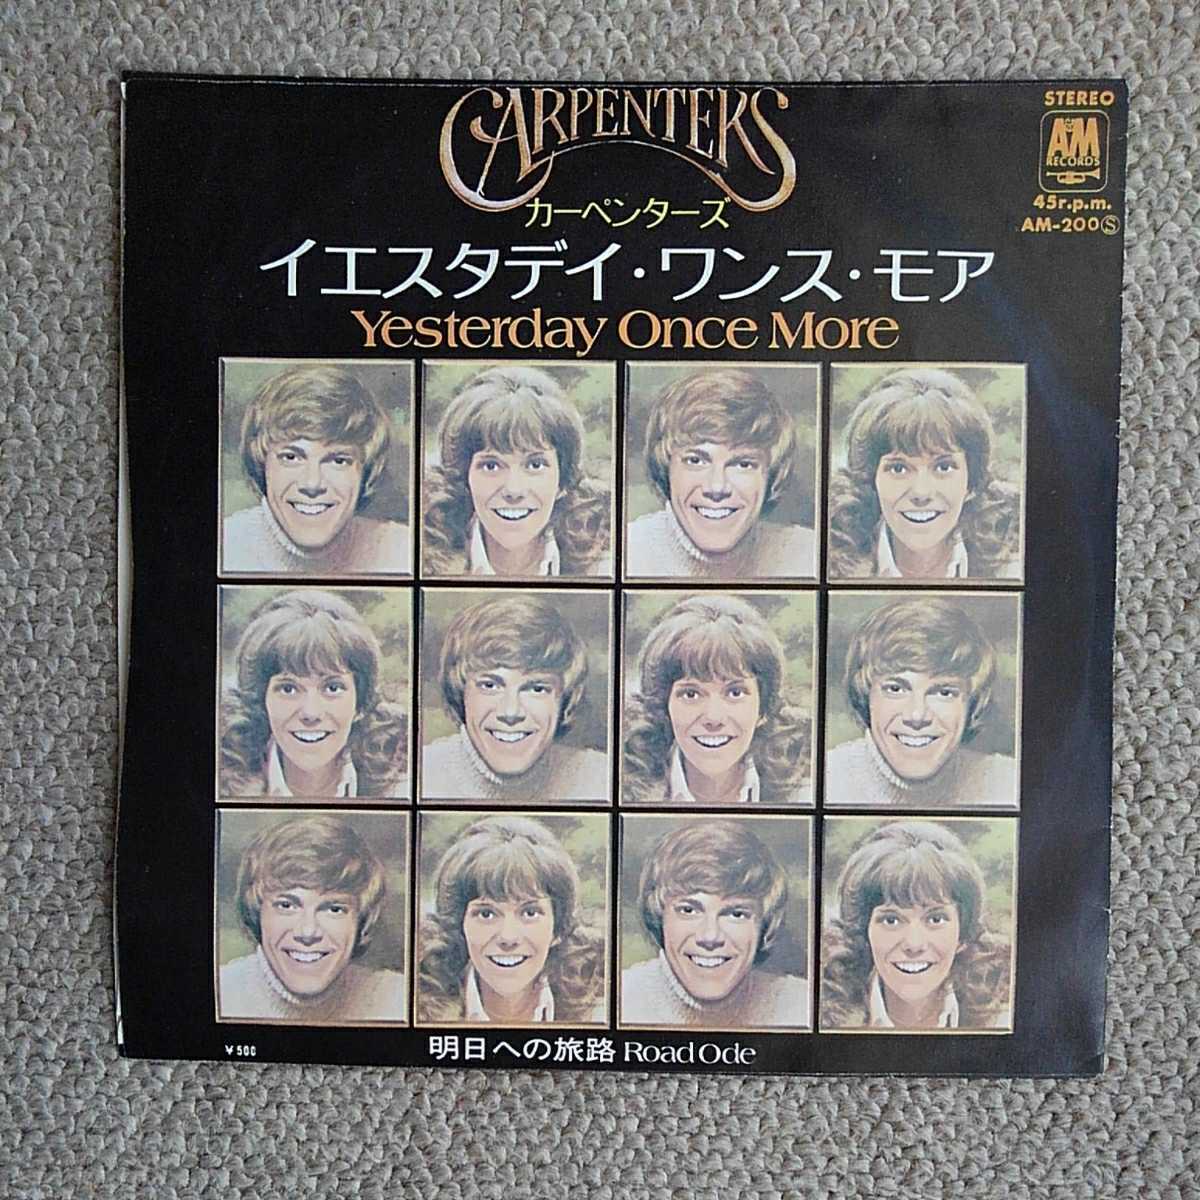 CARPENTERS
STEREO
A&M
RECORDS
45r.p.m.
AM-200Ⓢ
カーペンターズ
イエスタデイ・ワンス・モア
Yesterday Once More
¥500
明日への旅路 Road Ode